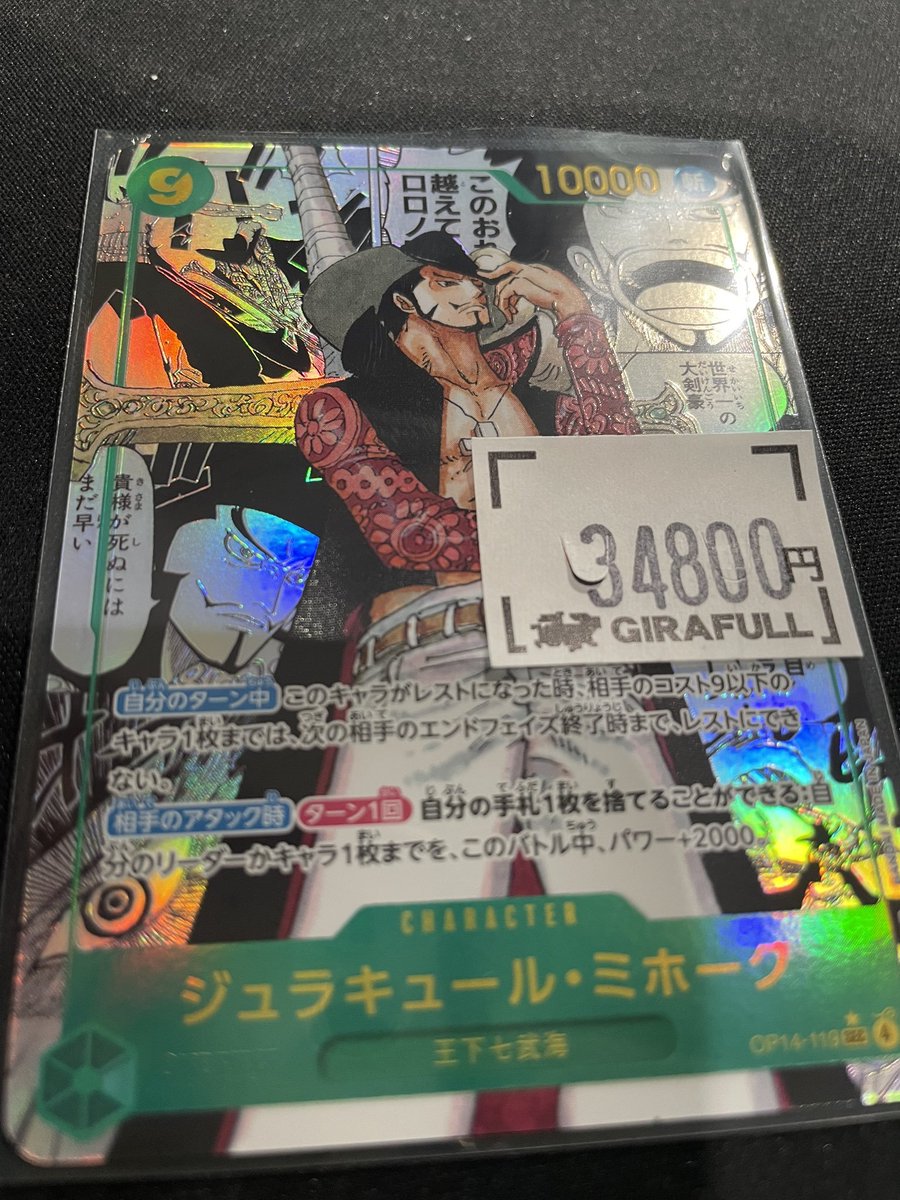 9
10000
斬
このおれを
越えて
ロロノ
世界一の
大剣豪
貴様が死ぬには
まだ早い
34800円
GIRAFULL
自分のターン中 このキャラがレストになった時、相手のコスト9以下の
キャラ1枚までは、次の相手のエンドフェイズ終了時まで、レストにでき
ない。
相手のアタック時 ターン1回 自分の手札1枚を捨てることができる:自
分のリーダーかキャラ1枚までを、このバトル中、パワー+2000。
CHARACTER
ジュラキュール・ミホーク
王下七武海
OP14-119 SEC 4